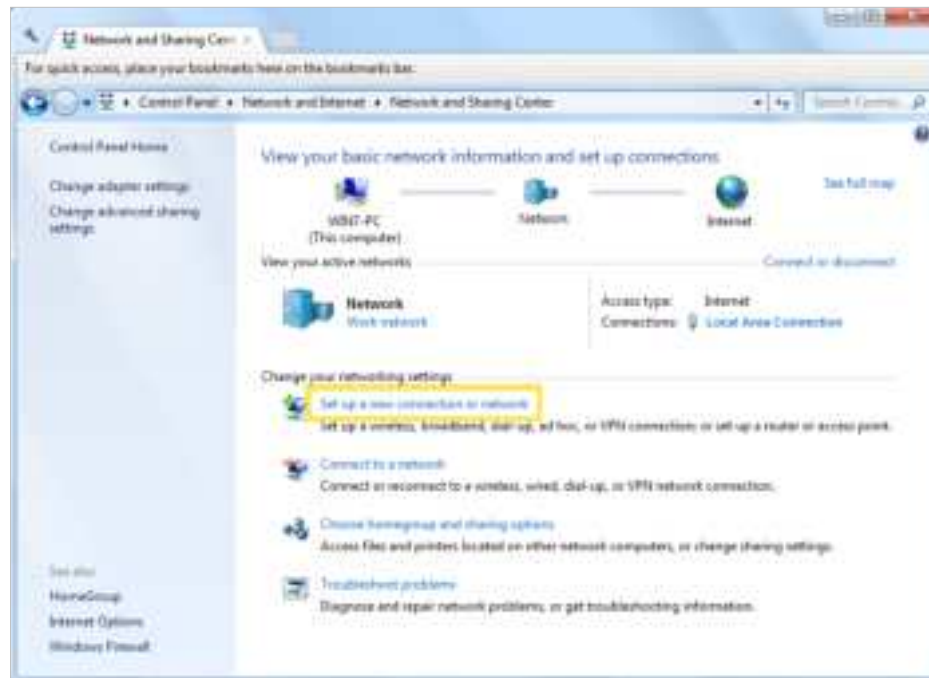 Network and Sharing Cen
For quick access, place your bookmarks here on the bookmarks bar.
Control Panel Network and Internet Network and Sharing Center
Search Control
Control Panel Home
Change adapter settings
Change advanced sharing
settings
View your basic network information and set up connections
See full map
WIN7-PC
(This computer)
Network
Internet
View your active networks
Connect or disconnect
Network
Work network
Access type: Internet
Connections: Local Area Connection
Change your networking settings
Set up a new connection or network
Set up a wireless, broadband, dial-up, ad hoc, or VPN connection; or set up a router or access point.
Connect to a network
Connect or reconnect to a wireless, wired, dial-up, or VPN network connection.
Choose homegroup and sharing options
Access files and printers located on other network computers, or change sharing settings.
Troubleshoot problems
Diagnose and repair network problems, or get troubleshooting information.
See also
HomeGroup
Internet Options
Windows Firewall